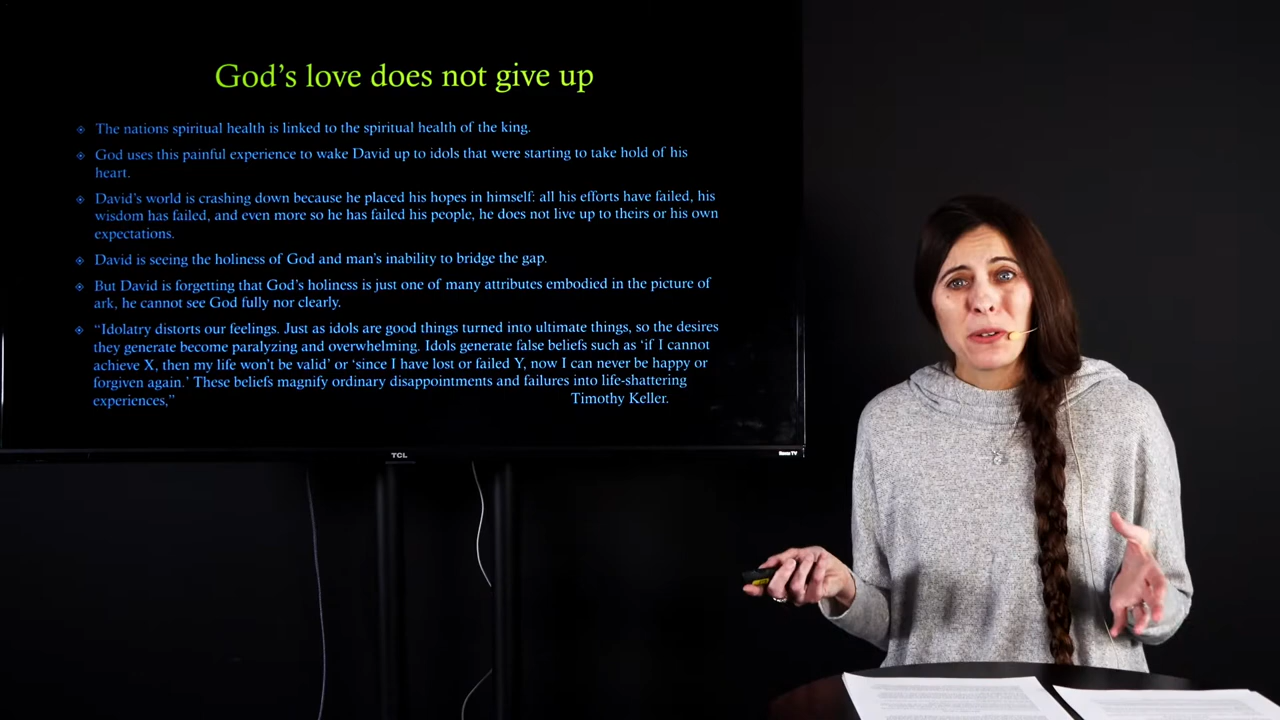 God's love does not give up
The nations spiritual health is linked to the spiritual health of the king.
God uses this painful experience to wake David up to idols that were starting to take hold of his
heart.
David's world is crashing down because he placed his hopes in himself: all his efforts have failed, his
wisdom has failed, and even more so he has failed his people, he does not live up to theirs or his own
expectations.
David is seeing the holiness of God and man's inability to bridge the gap.
But David is forgetting that God's holiness is just one of many attributes embodied in the picture of
ark, he cannot see God fully nor clearly.
“Idolatry distorts our feelings. Just as idols are good things turned into ultimate things, so the desires
they generate become paralyzing and overwhelming. Idols generate false beliefs such as ‘if I cannot
achieve X, then my life won't be valid’ or ‘since I have lost or failed Y, now I can never be happy or
forgiven again.’ These beliefs magnify ordinary disappointments and failures into life-shattering
experiences,” Timothy Keller.
TCL
Roku TV